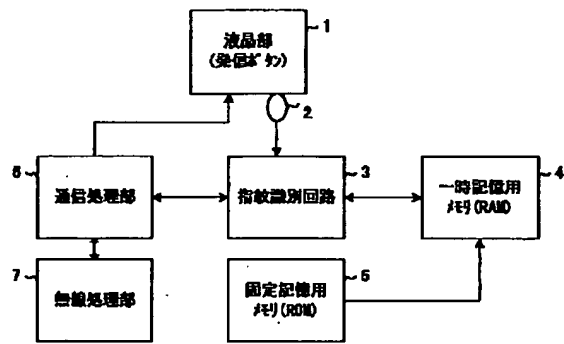 1
液晶部
(発信ボタン)
2
6
通信処理部
3
指紋識別回路
4
一時記憶用
メモリ(RAM)
7
無線処理部
5
固定記憶用
メモリ(ROM)